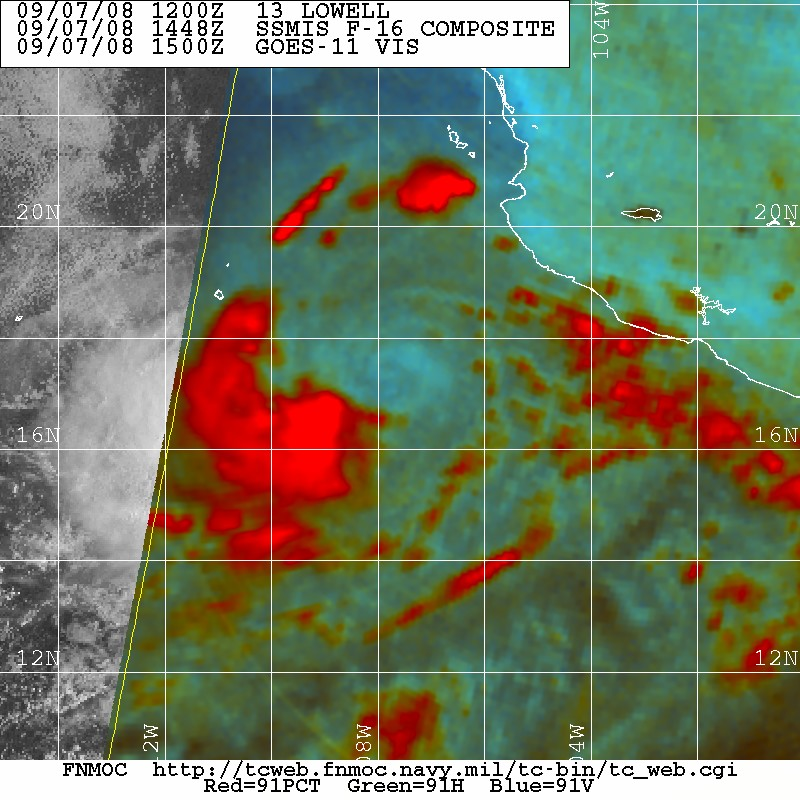 09/07/08 1200Z 13 LOWELL
09/07/08 1448Z SSMIS F-16 COMPOSITE
09/07/08 1500Z GOES-11 VIS
104W
20N 20N
16N 16N
12N 12N
2W 08W 04W
FNMOC http://tcweb.fnmoc.navy.mil/tc-bin/tc_web.cgi
Red=91PCT Green=91H Blue=91V